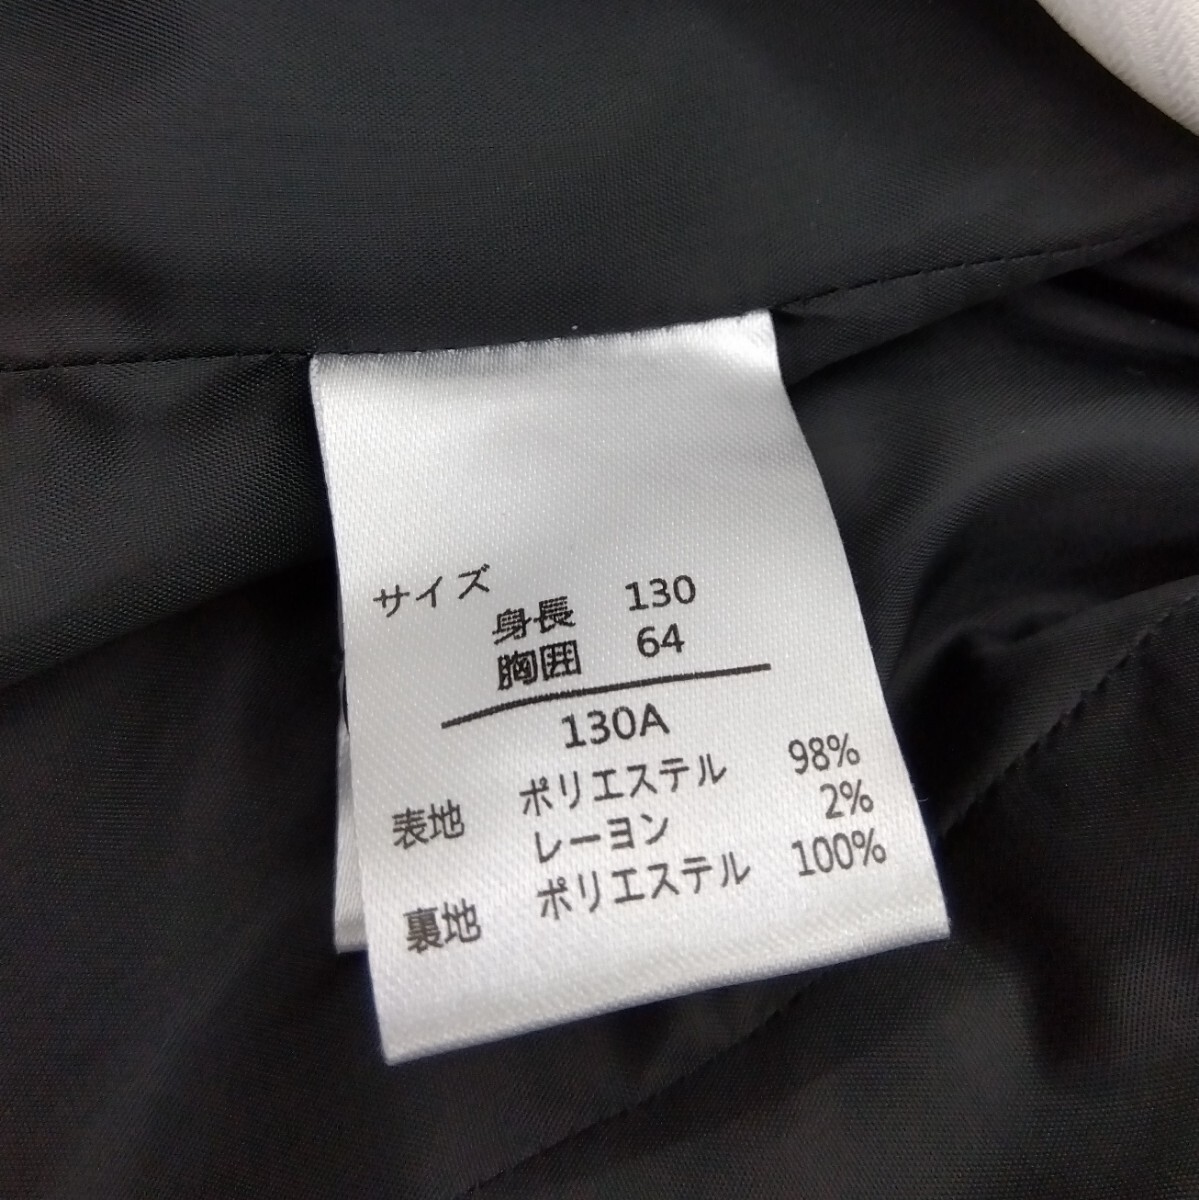 サイズ
身長 130
胸囲 64
130A
表地 ポリエステル 98%
レーヨン 2%
裏地 ポリエステル 100%